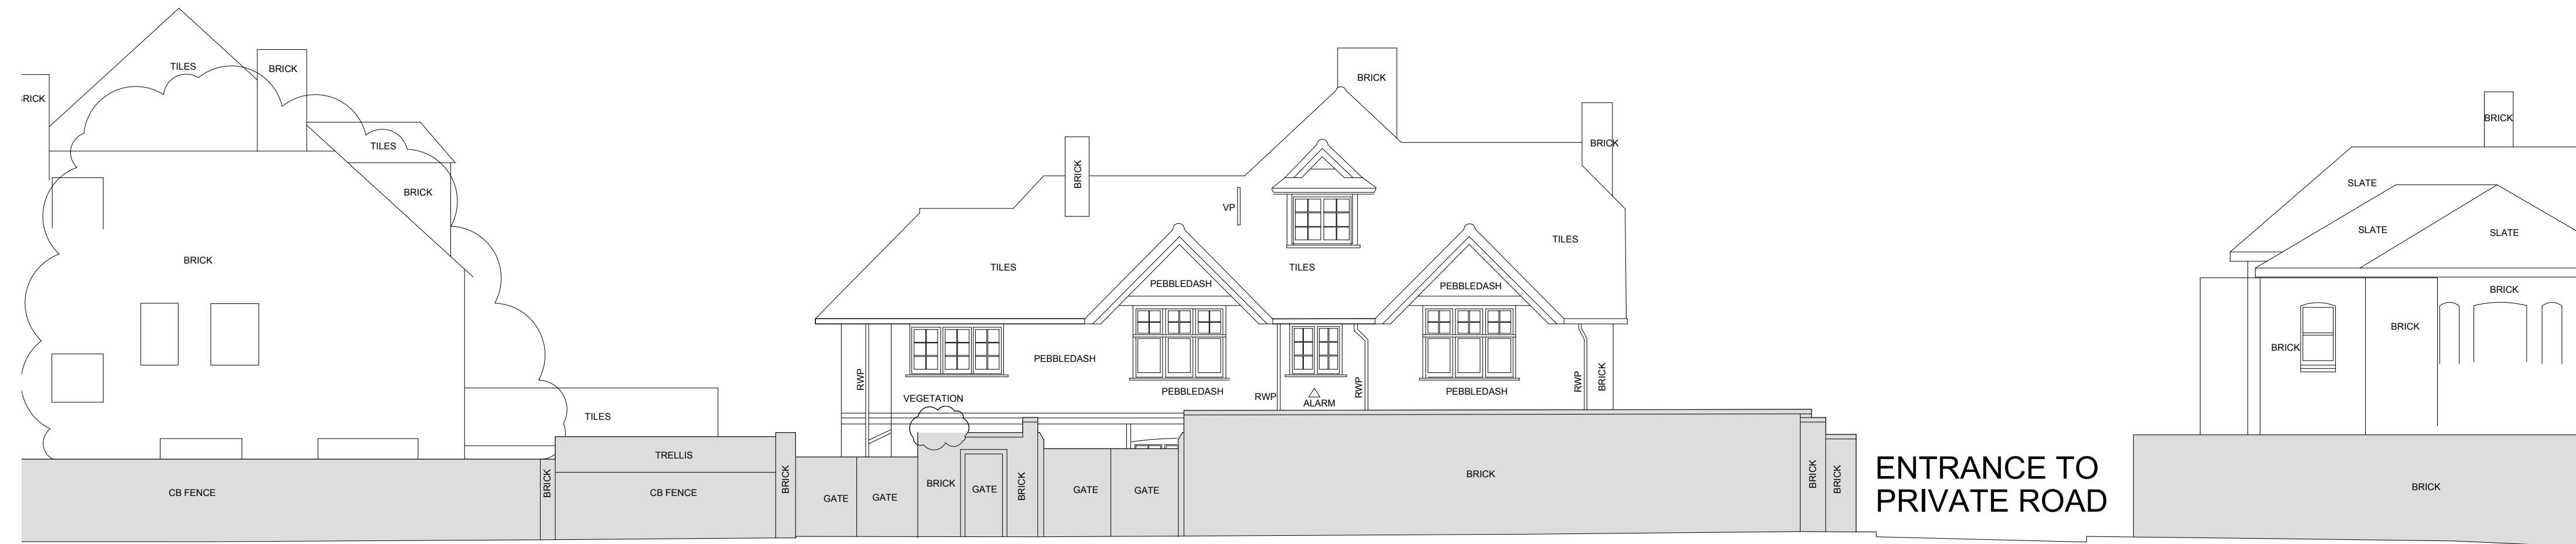 TILES
BRICK
BRICK
TILES
BRICK
BRICK
TILES
CB FENCE
BRICK
TRELLIS
CB FENCE
BRICK
BRICK
BRICK
BRICK
VP
TILES
TILES
TILES
PEBBLEDASH
PEBBLEDASH
PEBBLEDASH
PEBBLEDASH
PEBBLEDASH
RWP
RWP
RWP
RWP
BRICK
ALARM
VEGETATION
GATE
GATE
BRICK
GATE
BRICK
GATE
GATE
BRICK
BRICK
BRICK
ENTRANCE TO
PRIVATE ROAD
BRICK
SLATE
SLATE
SLATE
BRICK
BRICK
BRICK
BRICK